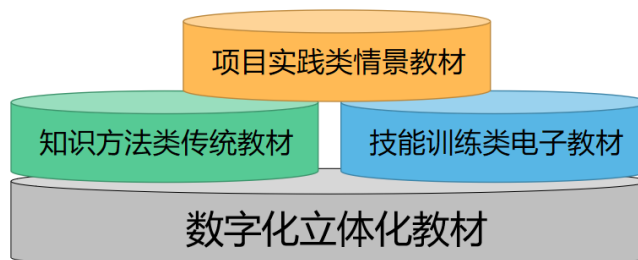 项目实践类情景教材
知识方法类传统教材
技能训练类电子教材
数字化立体化教材